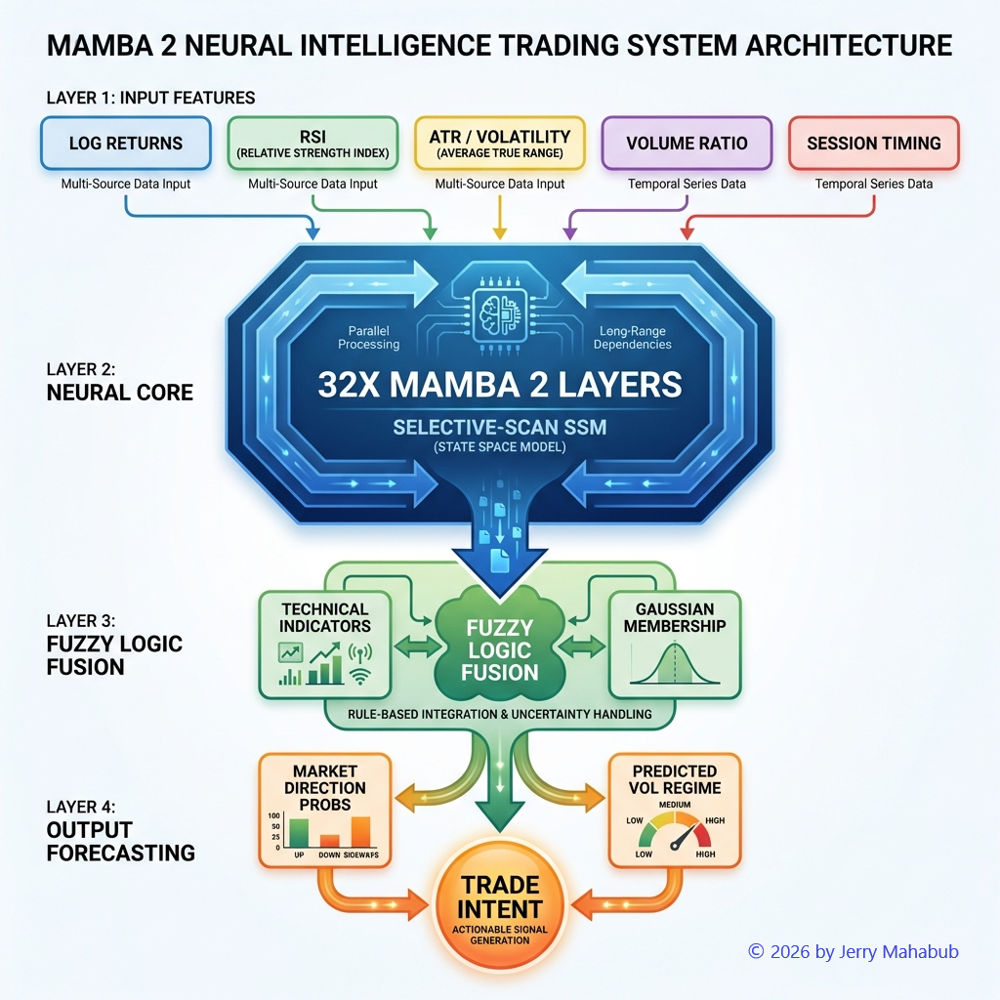 MAMBA 2 NEURAL INTELLIGENCE TRADING SYSTEM ARCHITECTURE
LAYER 1: INPUT FEATURES
LOG RETURNS
RSI
(RELATIVE STRENGTH INDEX)
ATR / VOLATILITY
(AVERAGE TRUE RANGE)
VOLUME RATIO
SESSION TIMING
Multi-Source Data Input
Multi-Source Data Input
Multi-Source Data Input
Temporal Series Data
Temporal Series Data
LAYER 2:
NEURAL CORE
Parallel
Processing
Long-Range
Dependencies
32X MAMBA 2 LAYERS
SELECTIVE-SCAN SSM
(STATE SPACE MODEL)
LAYER 3:
FUZZY LOGIC
FUSION
TECHNICAL
INDICATORS
FUZZY
LOGIC
FUSION
GAUSSIAN
MEMBERSHIP
RULE-BASED INTEGRATION & UNCERTAINTY HANDLING
LAYER 4:
OUTPUT
FORECASTING
MARKET
DIRECTION
PROBS
100
50
25
0
UP DOWN SIDEWAFS
PREDICTED
VOL REGIME
MEDIUM
LOW HIGH
LOW HIGH
TRADE
INTENT
ACTIONABLE SIGNAL
GENERATION
© 2026 by Jerry Mahabub